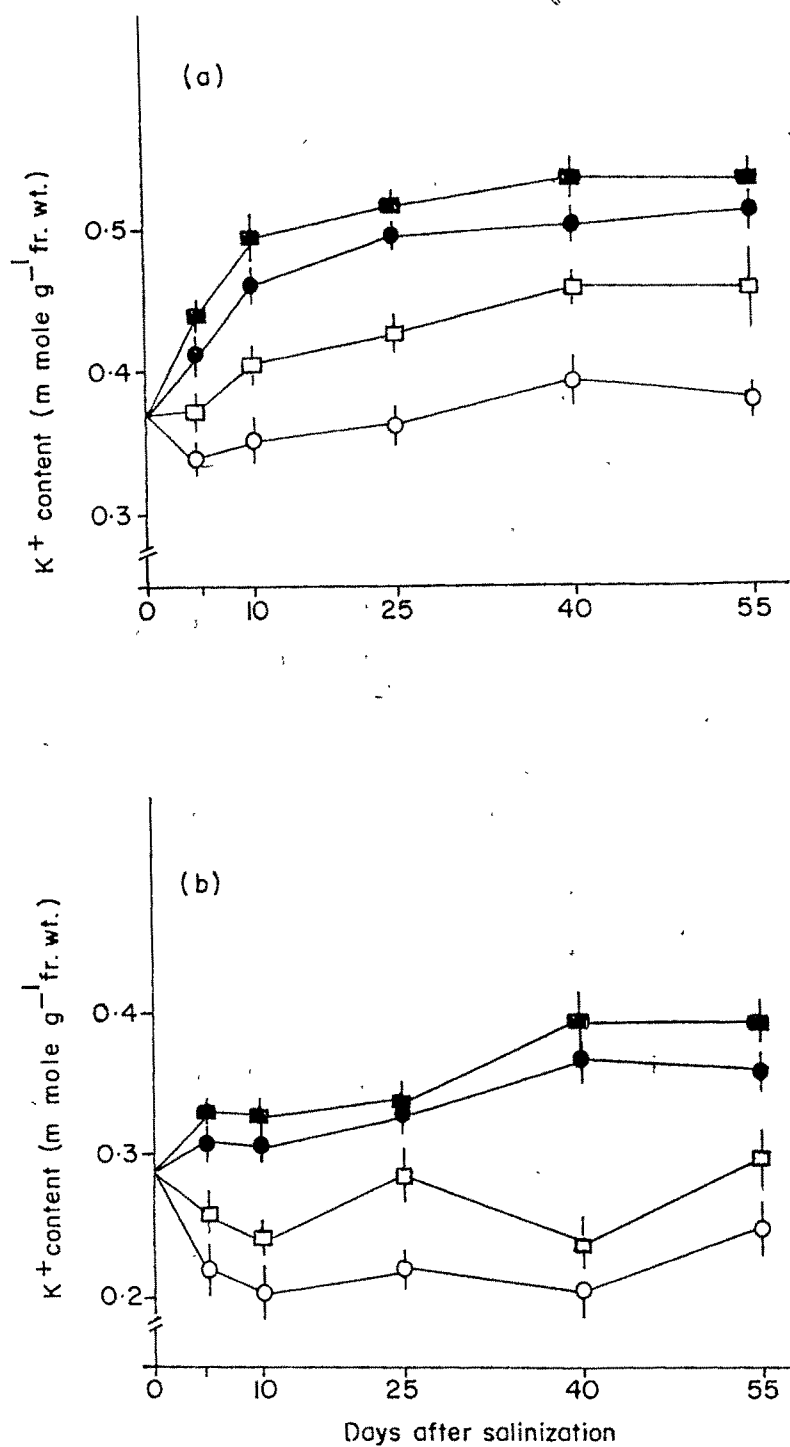 (a)
K+ content (m mole g-1 fr. wt.)
0·5
0·4
0·3
0 10 25 40 55
(b)
K+ content (m mole g-1 fr. wt.)
0·4
0·3
0·2
0 10 25 40 55
Days after salinization